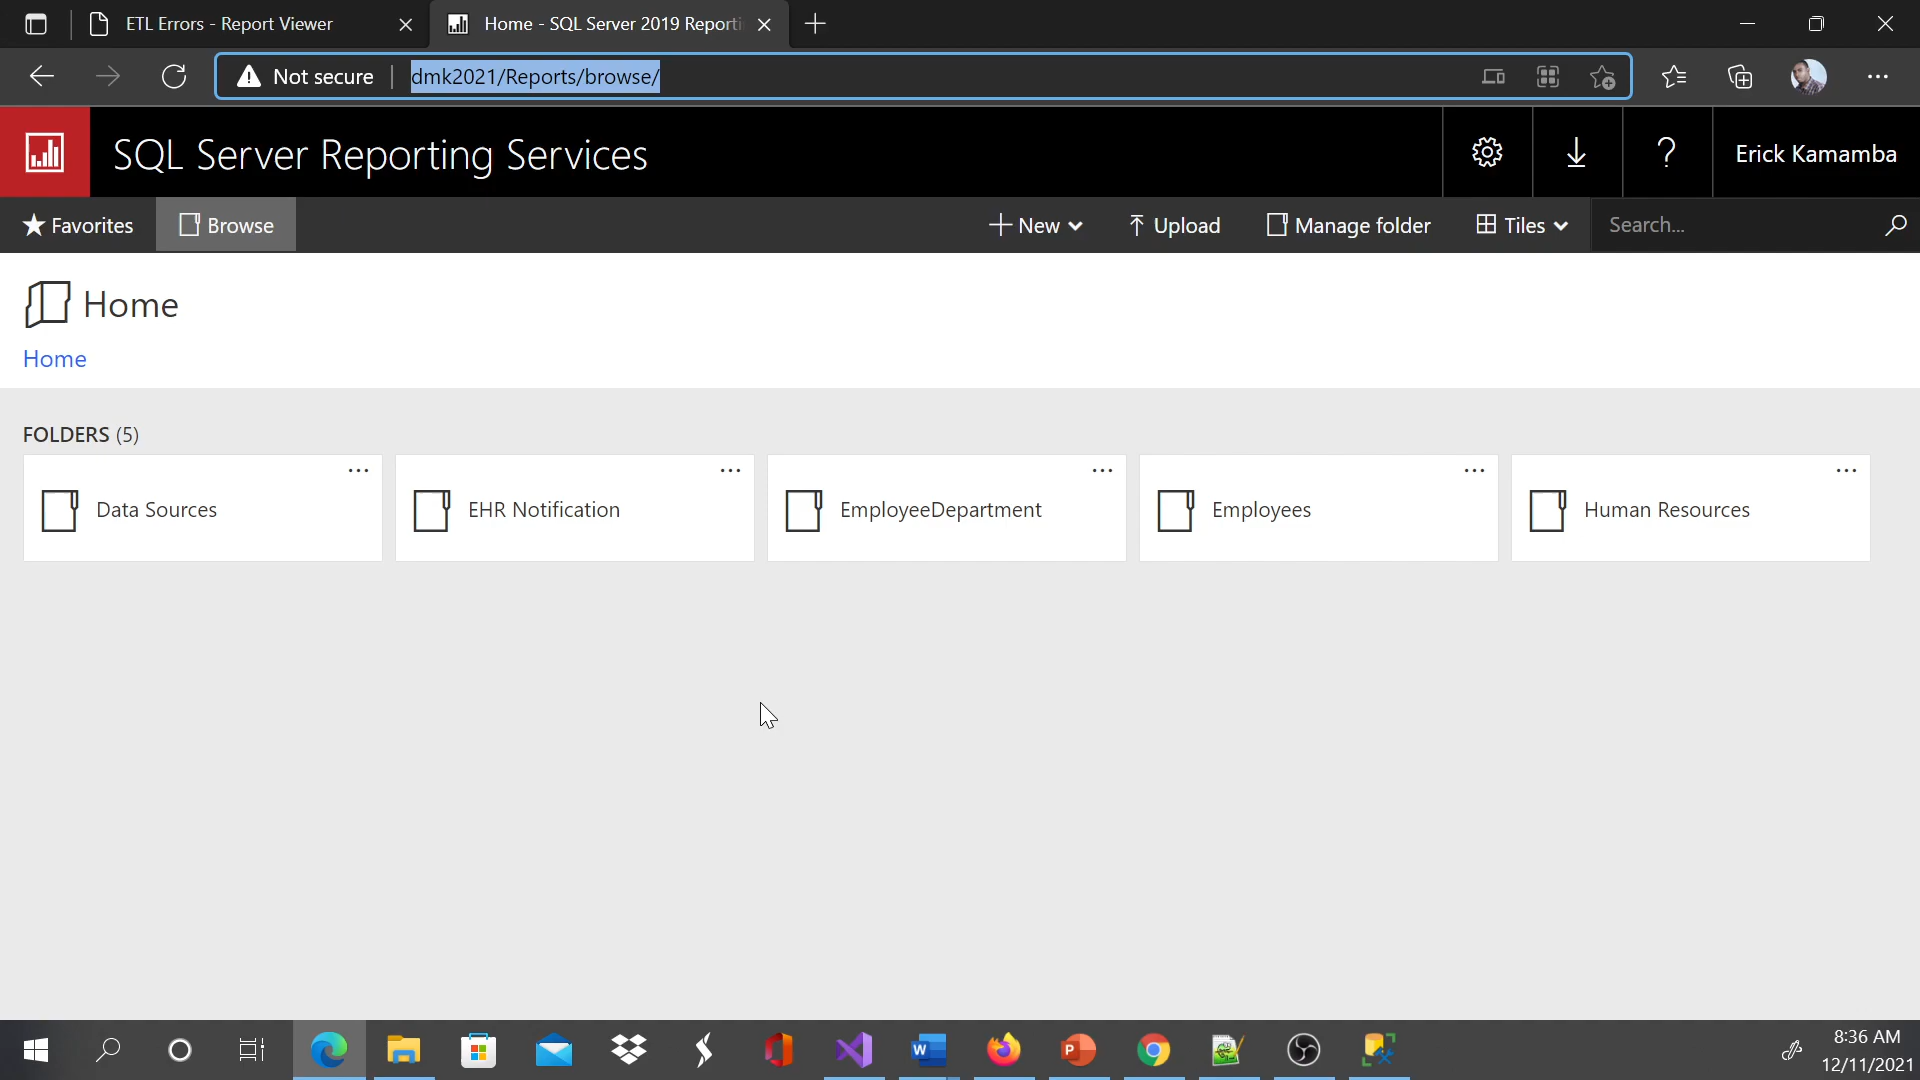 ETL Errors - Report Viewer
Home - SQL Server 2019 Reporti
Not secure
dmk2021/Reports/browse/
SQL Server Reporting Services
Erick Kamamba
Favorites
Browse
New
Upload
Manage folder
Tiles
Search...
Home
Home
FOLDERS (5)
Data Sources
EHR Notification
EmployeeDepartment
Employees
Human Resources
8:36 AM
12/11/2021